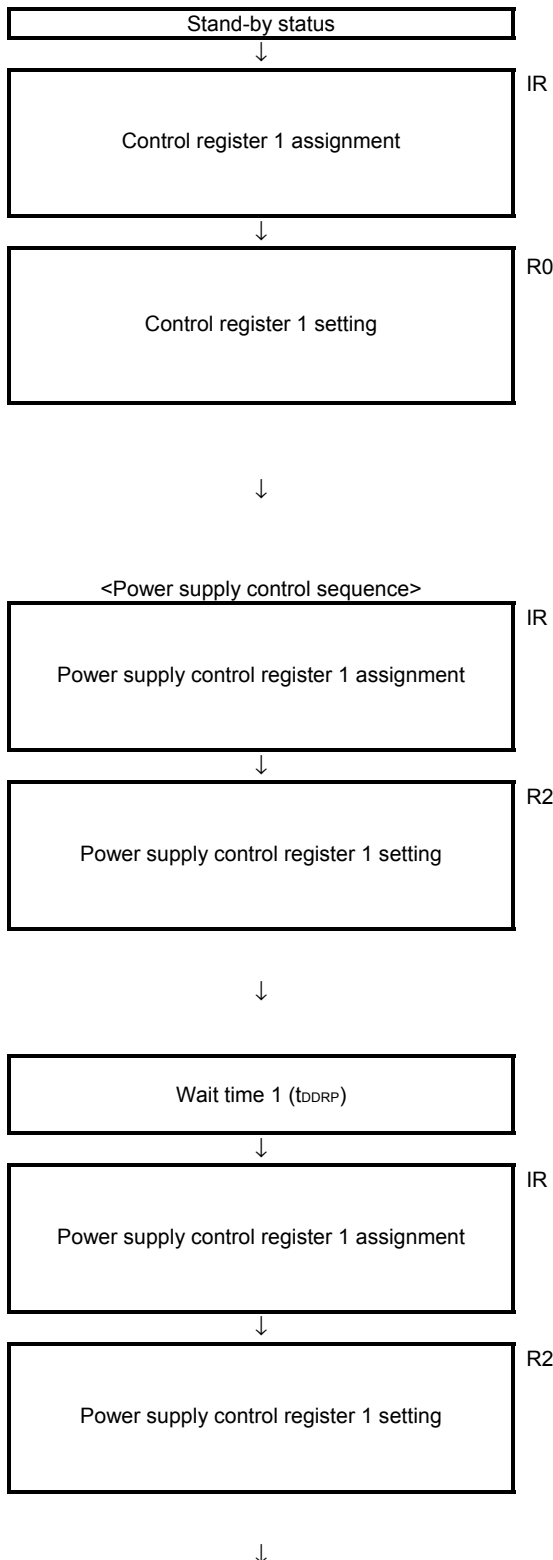 Stand-by status
↓
IR
Control register 1 assignment
↓
R0
Control register 1 setting
↓
<Power supply control sequence>
IR
Power supply control register 1 assignment
↓
R2
Power supply control register 1 setting
↓
Wait time 1 (tDDRP)
↓
IR
Power supply control register 1 assignment
↓
R2
Power supply control register 1 setting
↓